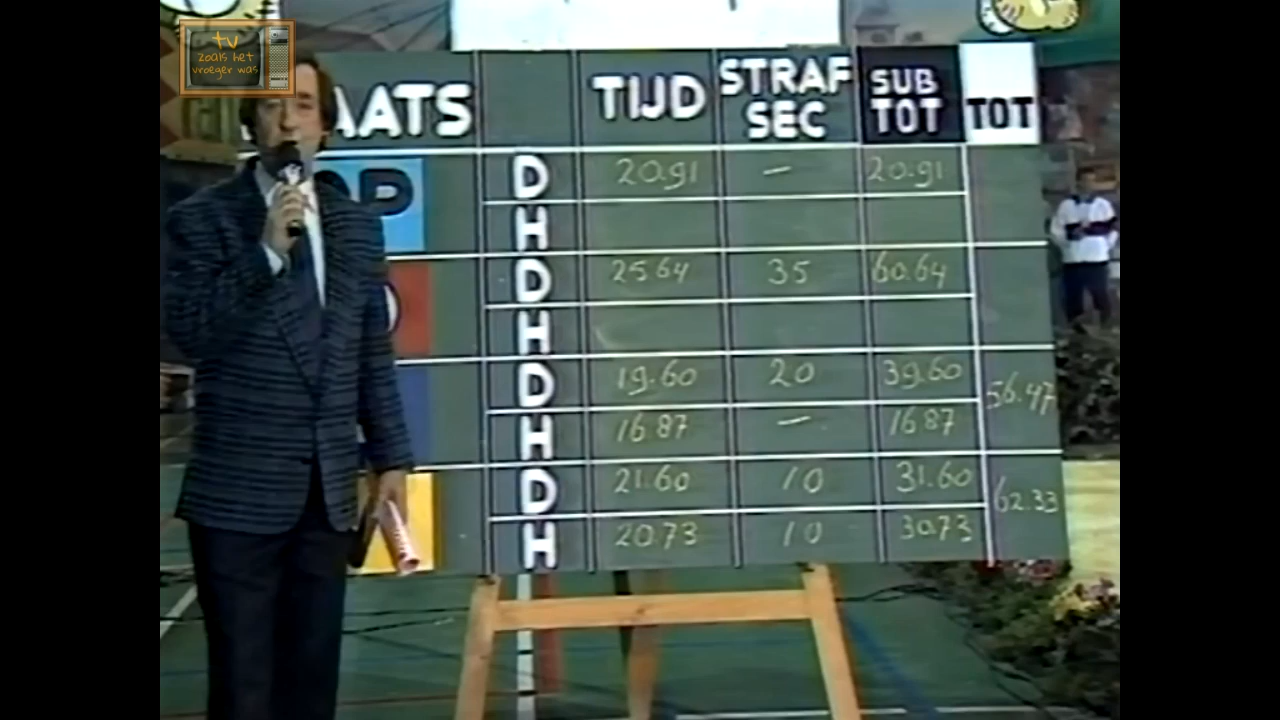 tv
zoals het
vroeger was
AATS TIJD STRAF SEC SUB TOT TOT
D 20.91 — 20.91
H
D 25.64 35 60.64
H
D 19.60 20 39.60 56.47
H 16.87 — 16.87
D 21.60 10 31.60 62.33
H 20.73 10 30.73